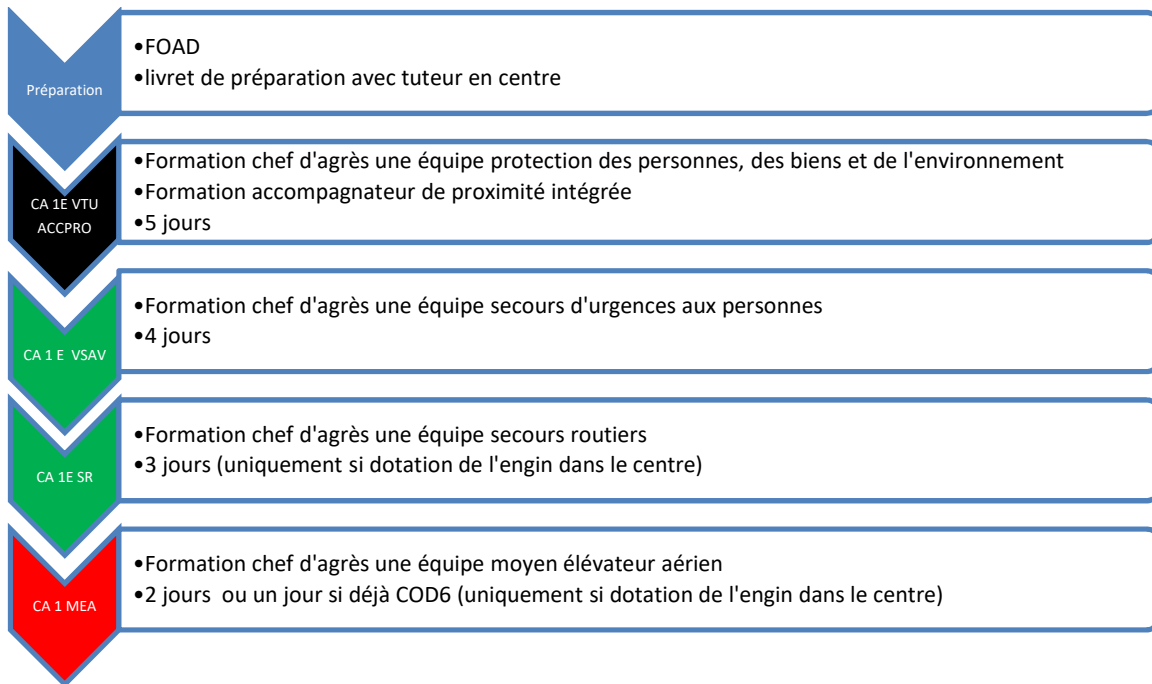 Préparation
•FOAD
•livret de préparation avec tuteur en centre
CA 1E VTU
ACCPRO
•Formation chef d'agrès une équipe protection des personnes, des biens et de l'environnement
•Formation accompagnateur de proximité intégrée
•5 jours
CA 1 E  VSAV
•Formation chef d'agrès une équipe secours d'urgences aux personnes
•4 jours
CA 1E SR
•Formation chef d'agrès une équipe secours routiers
•3 jours (uniquement si dotation de l'engin dans le centre)
CA 1 MEA
•Formation chef d'agrès une équipe moyen élévateur aérien
•2 jours  ou un jour si déjà COD6 (uniquement si dotation de l'engin dans le centre)